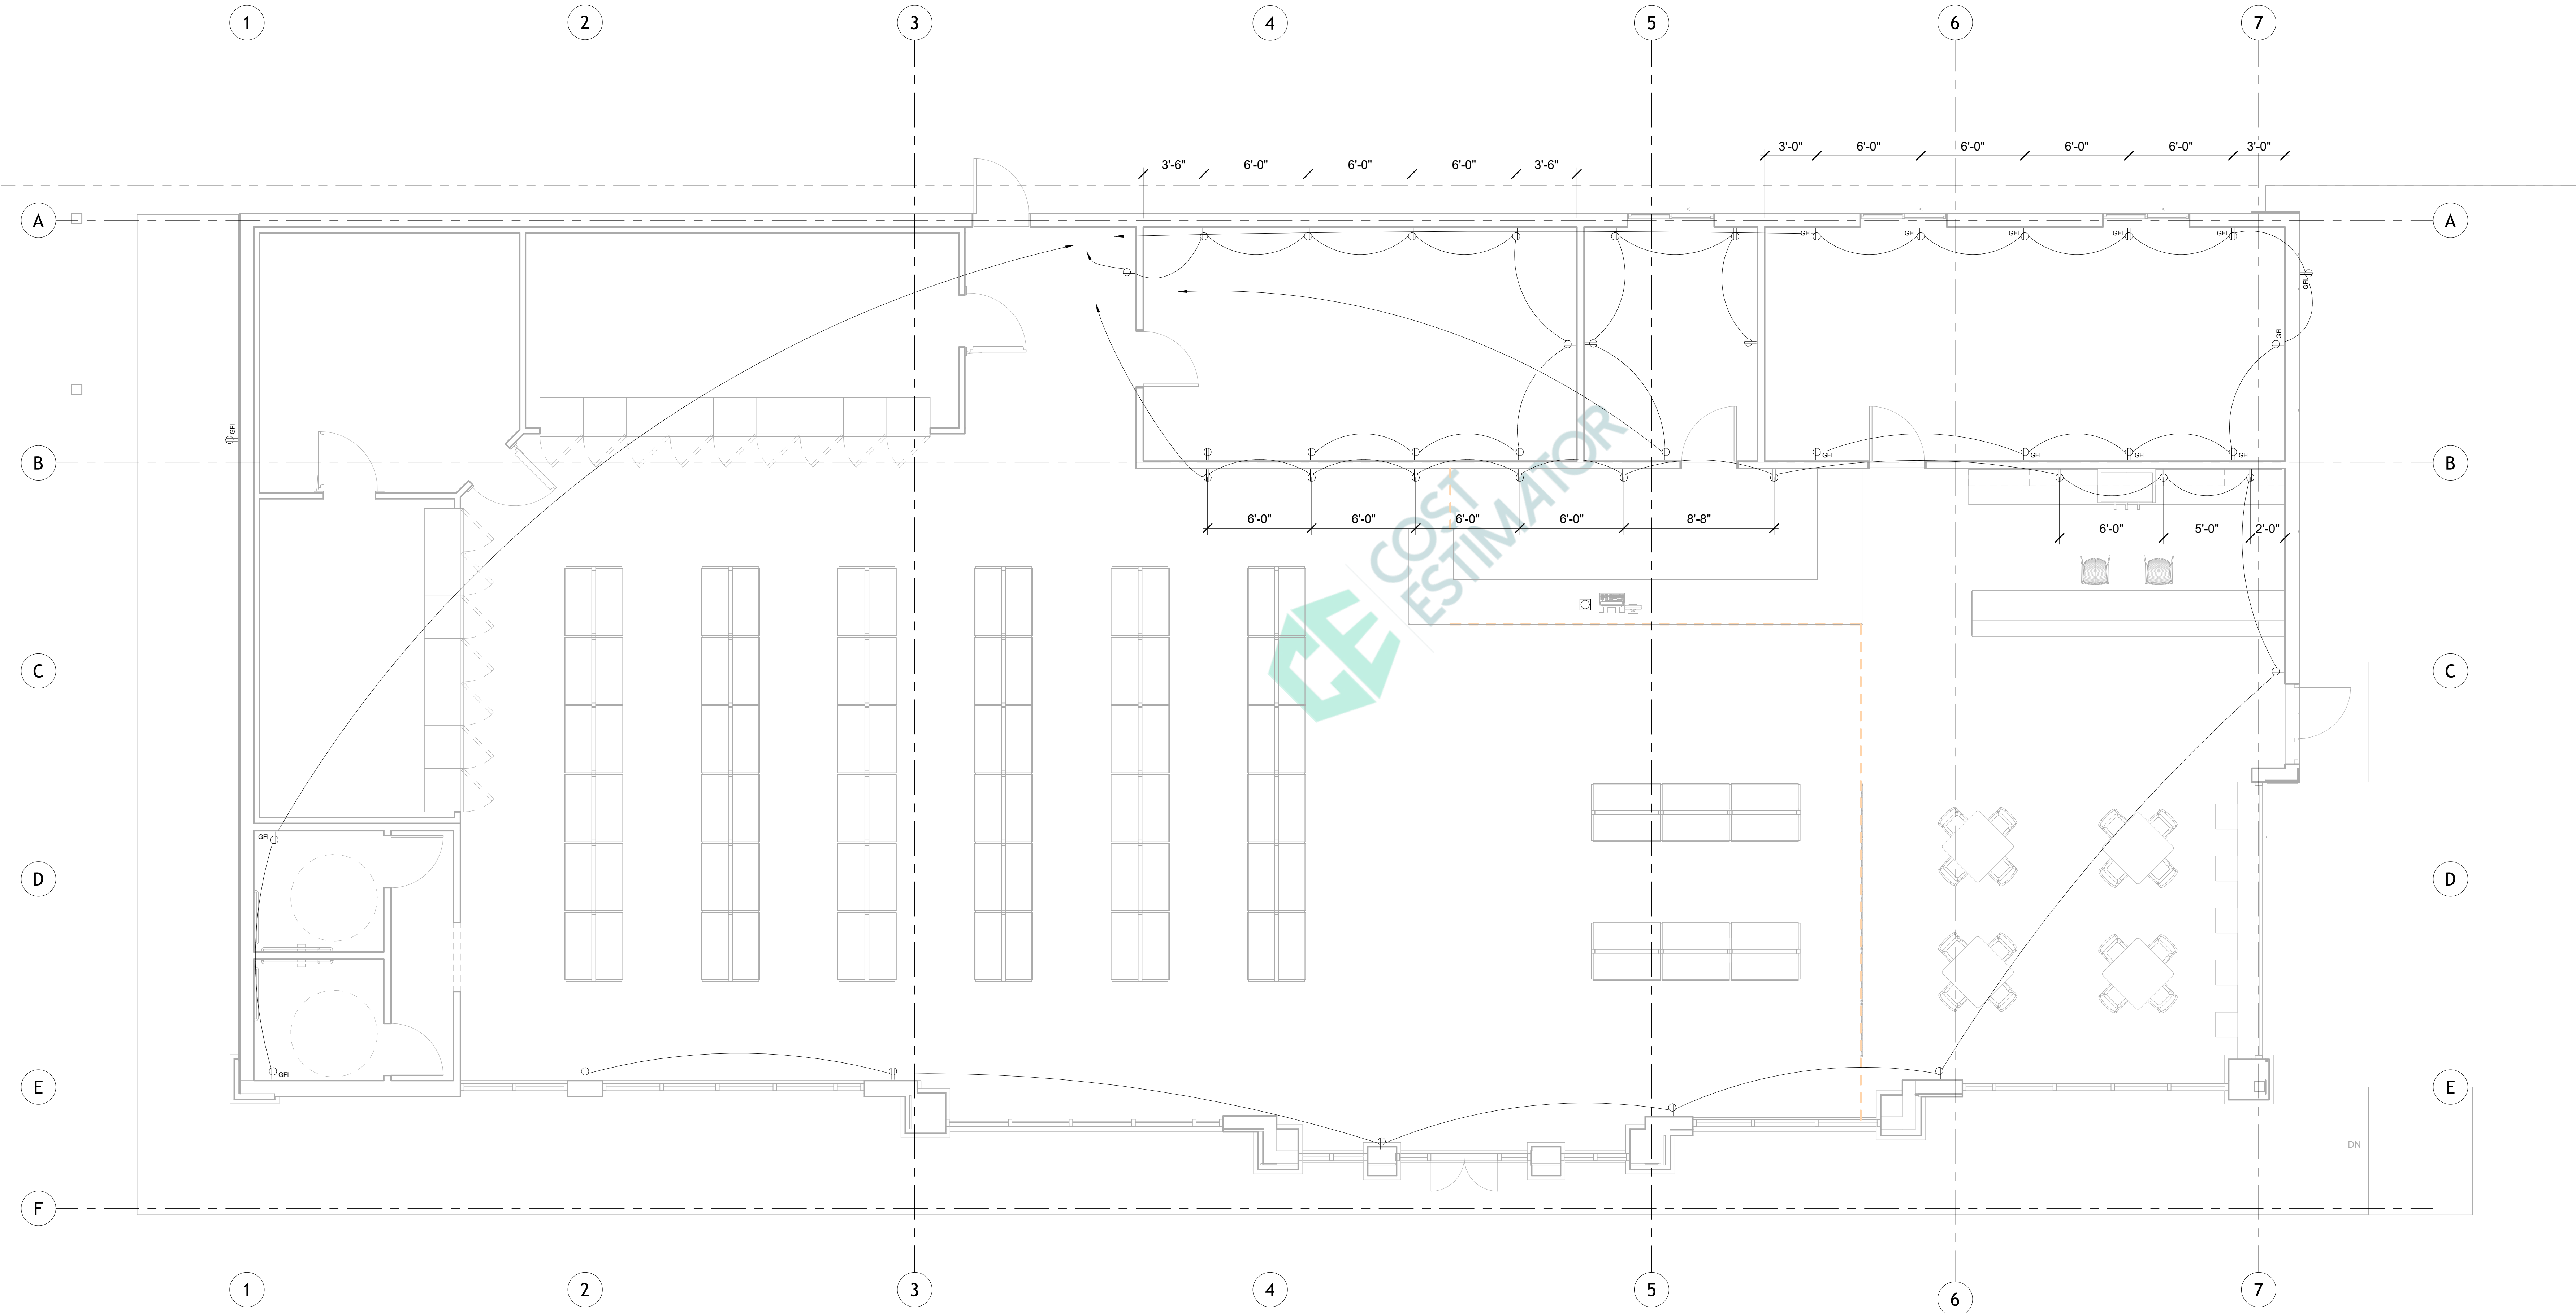 1 2 3 4 5 6 7
3'-0" 6'-0" 6'-0" 6'-0" 6'-0" 3'-0"
3'-6" 6'-0" 6'-0" 6'-0" 3'-6"
A A
GFI GFI GFI GFI GFI
GFI
GFI
GFI
GFI GFI GFI GFI
B B
6'-0" 6'-0" 6'-0" 6'-0" 8'-8"
6'-0" 5'-0" 2'-0"
COST
ESTIMATOR
CE
C C
GFI
D D
GFI
E E
DN
F
1 2 3 4 5 6 7